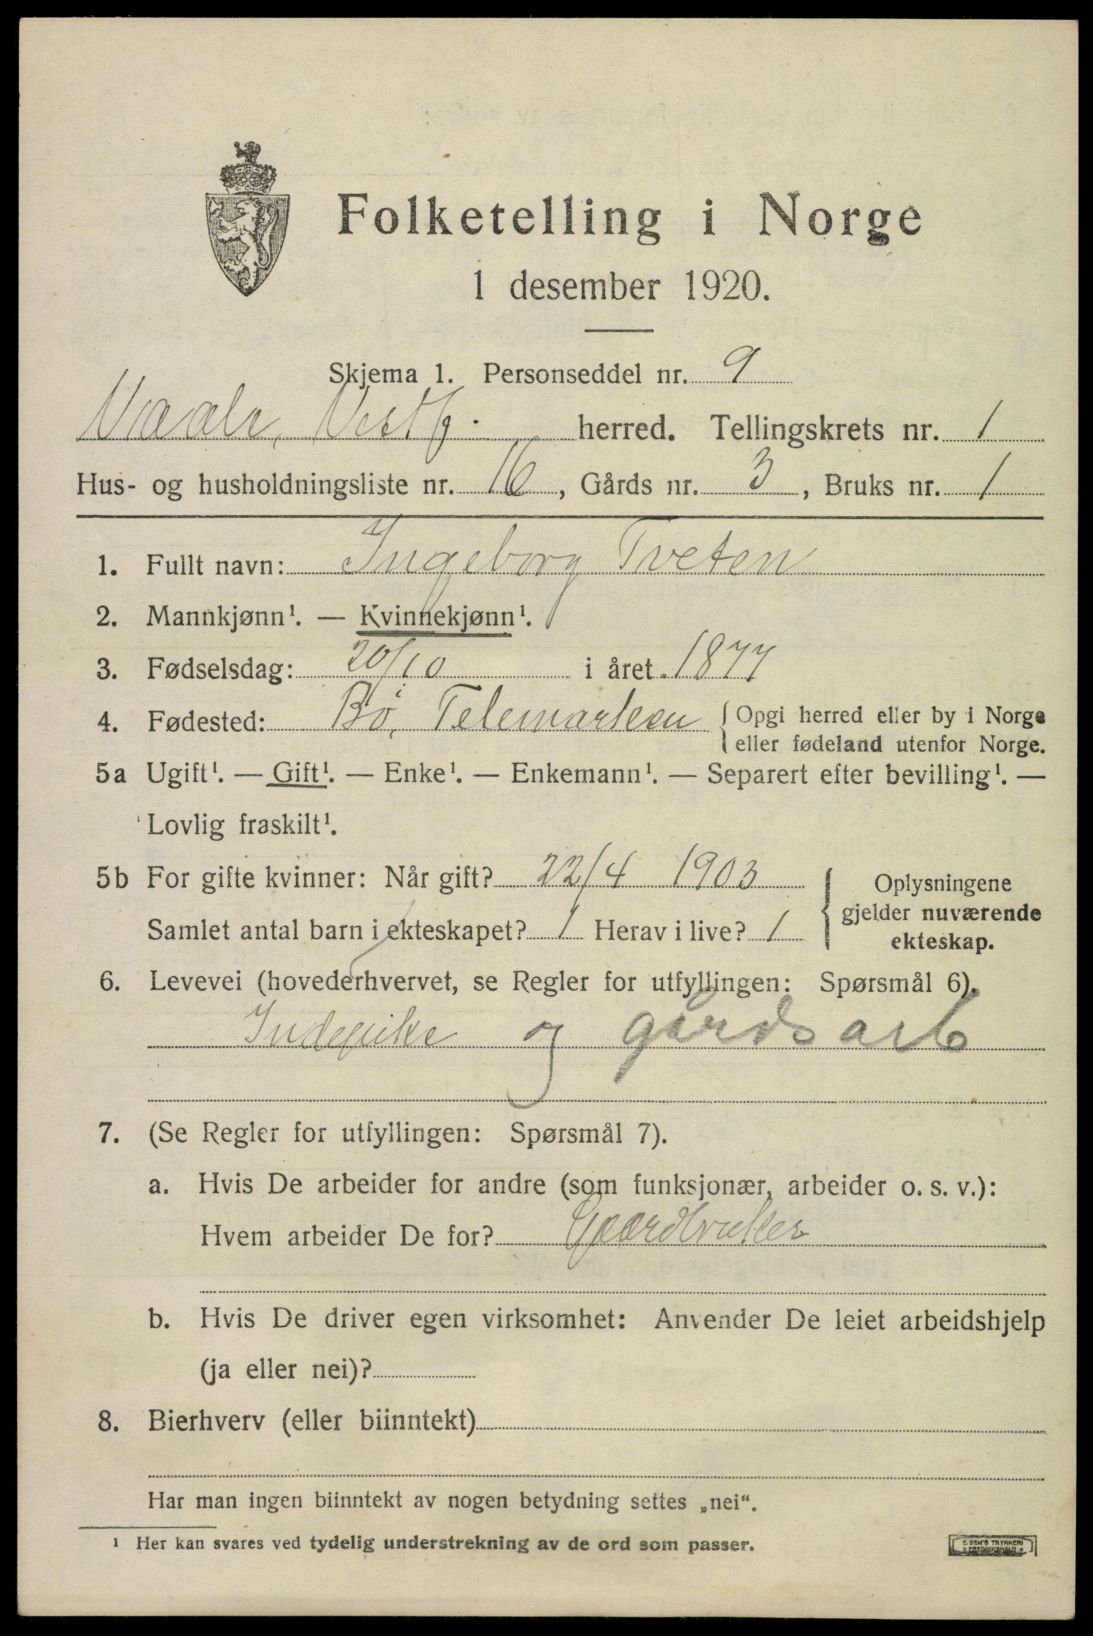 Folketelling i Norge
1 desember 1920.
Skjema 1. Personseddel nr. 9
Vaale, Vestf. herred. Tellingskrets nr. 1
Hus- og husholdningsliste nr. 16, Gårds nr. 3, Bruks nr. 1
1. Fullt navn: Ingeborg Tveten
2. Mannkjønn¹. — Kvinnekjønn¹.
3. Fødselsdag: 20/10 i året 1877
4. Fødested: Bø, Telemarken { Opgi herred eller by i Norge
eller fødeland utenfor Norge.
5a Ugift¹. — Gift¹. — Enke¹. — Enkemann¹. — Separert efter bevilling¹. —
Lovlig fraskilt¹.
5b For gifte kvinner: Når gift? 22/4 1903
Samlet antal barn i ekteskapet? 1 Herav i live? 1
Oplysningene
gjelder nuværende
ekteskap.
6. Levevei (hovederhvervet, se Regler for utfyllingen: Spørsmål 6).
Indepike og gårdsarb
7. (Se Regler for utfyllingen: Spørsmål 7).
a. Hvis De arbeider for andre (som funksjonær, arbeider o. s. v.):
Hvem arbeider De for? Gaardbruker
b. Hvis De driver egen virksomhet: Anvender De leiet arbeidshjelp
(ja eller nei)?
8. Bierhverv (eller biinntekt)
Har man ingen biinntekt av nogen betydning settes „nei“.
¹ Her kan svares ved tydelig understrekning av de ord som passer.